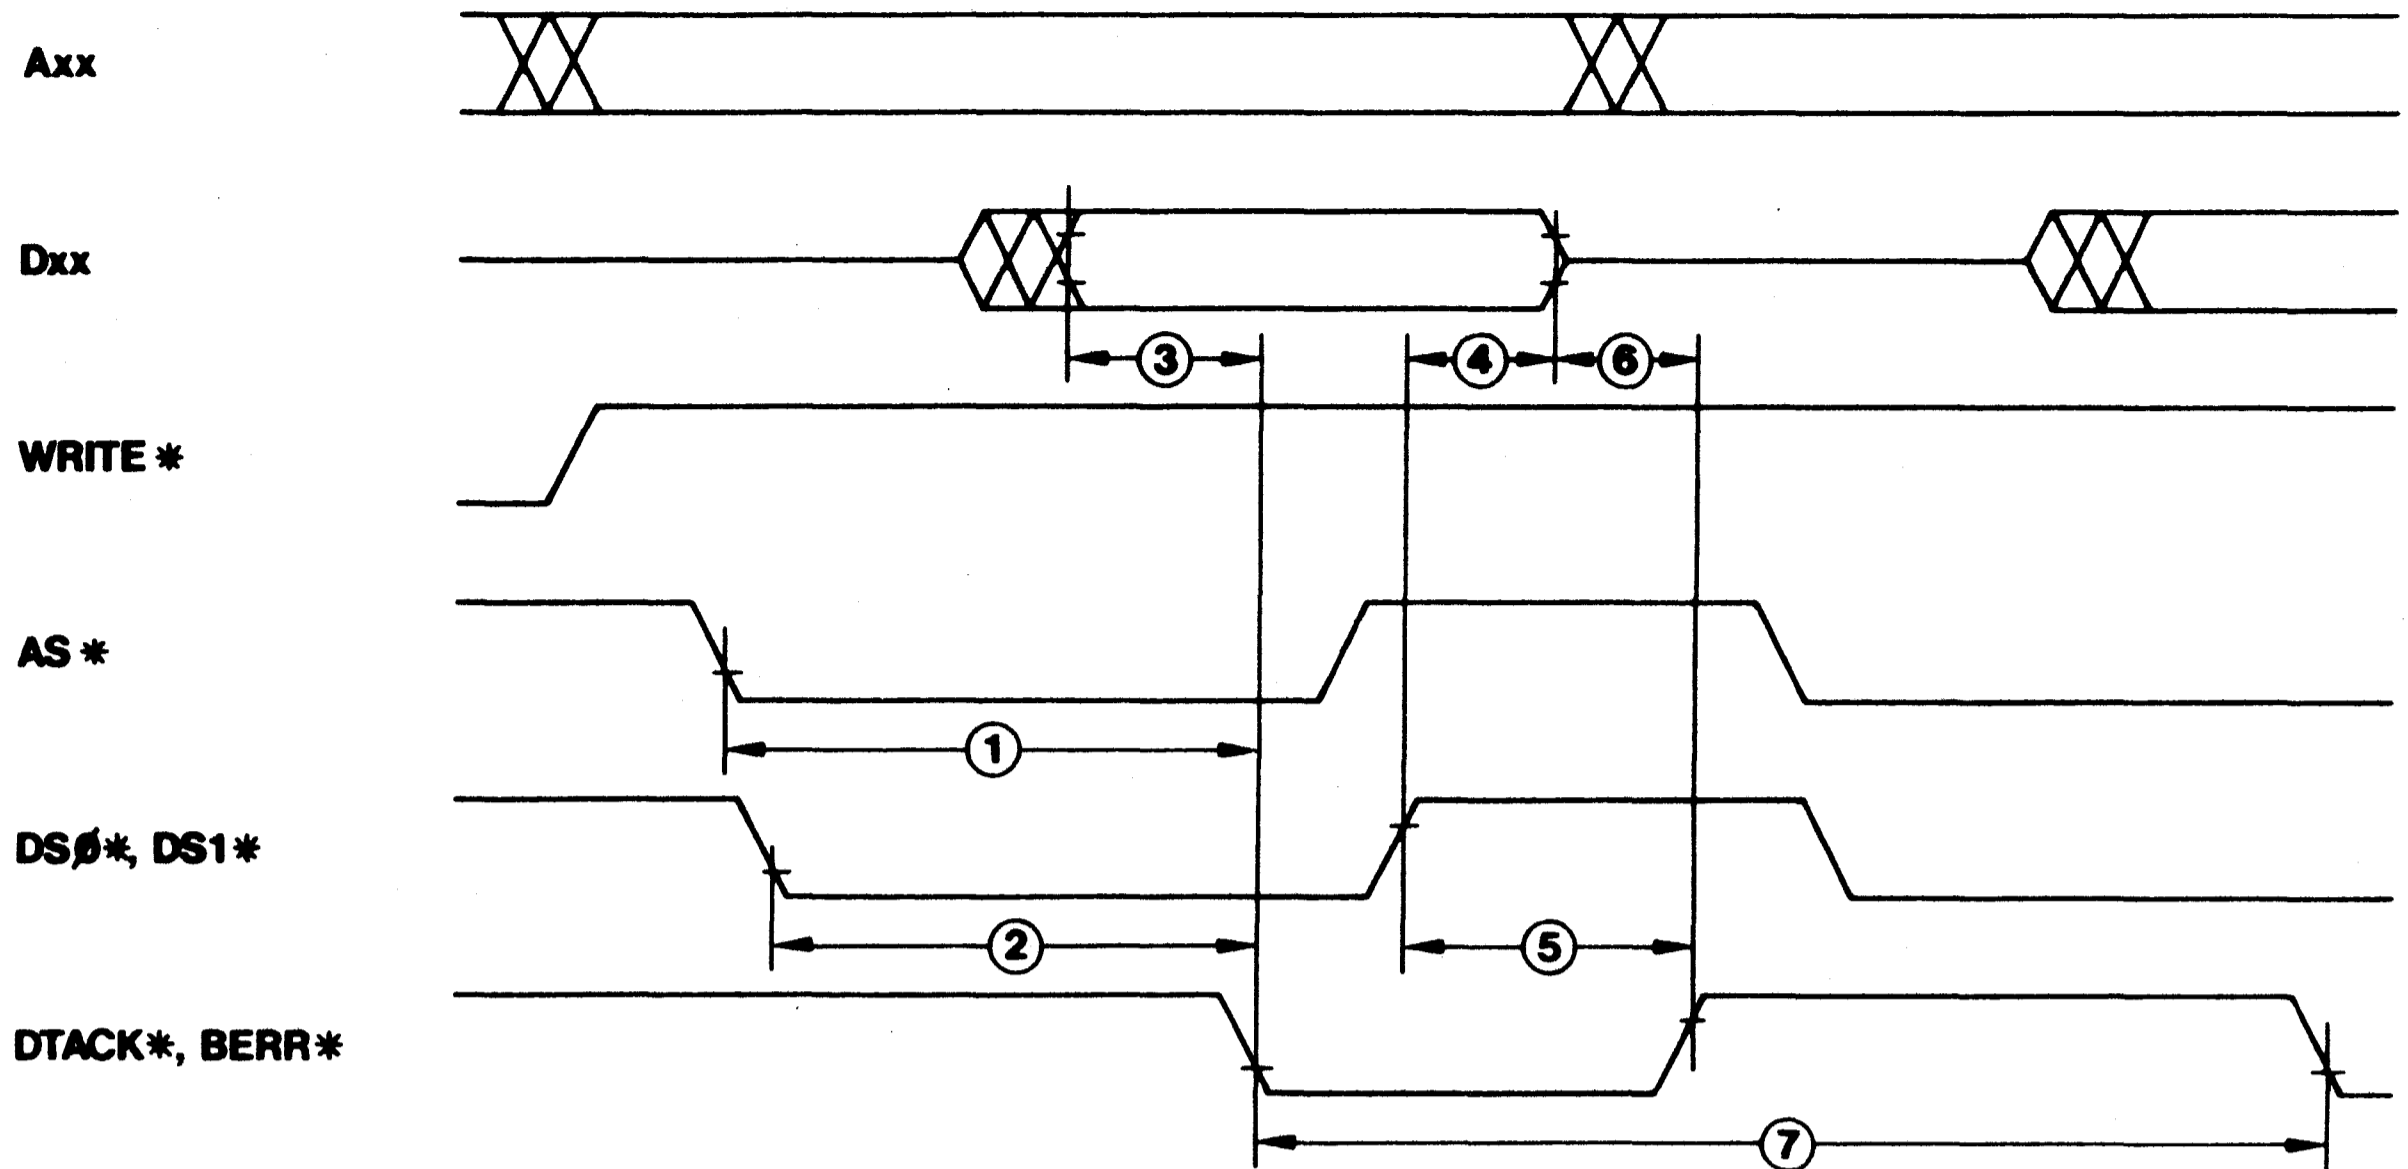 Axx
Dxx
③ ④ ⑥
WRITE*
AS*
①
DSØ*, DS1*
② ⑤
DTACK*, BERR*
⑦